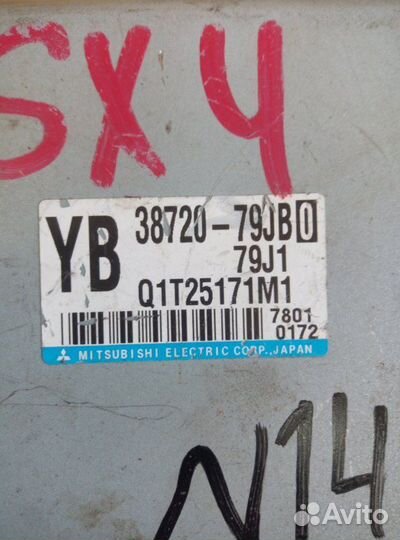 SX4
YB
38720-79JB0
79J1
Q1T25171M1
7801
0172
MITSUBISHI ELECTRIC CORP., JAPAN
N14
Avito